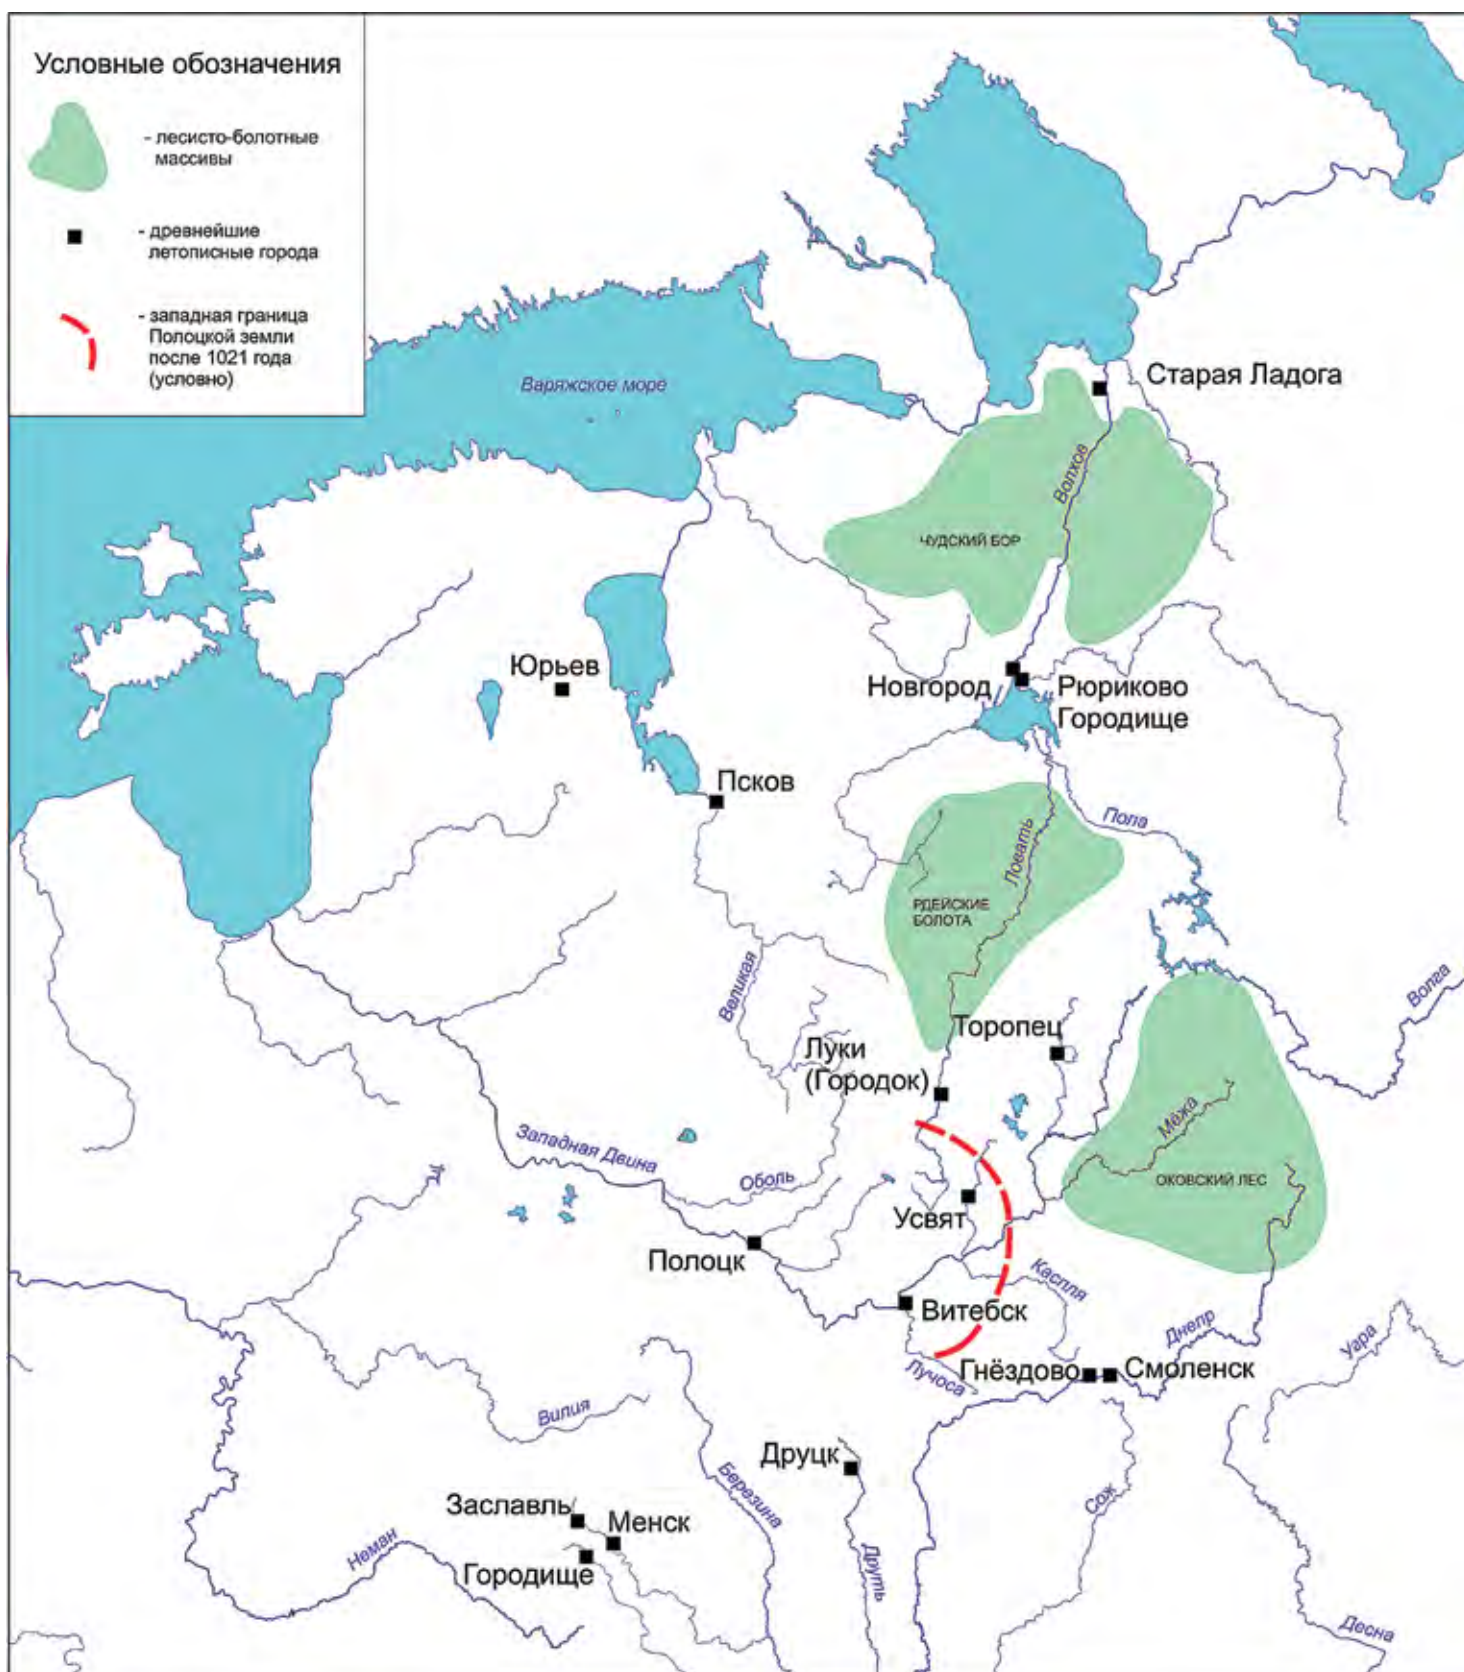 Условные обозначения
- лесисто-болотные
массивы
- древнейшие
летописные города
- западная граница
Полоцкой земли
после 1021 года
(условно)
Варяжское море
Старая Ладога
Волхов
ЧУДСКИЙ БОР
Юрьев
Новгород
Рюриково
Городище
Псков
Пола
Ловать
РДЕЙСКИЕ
БОЛОТА
Великая
Волга
Торопец
Луки
(Городок)
Мёжа
Западная Двина
Оболь
ОКОВСКИЙ ЛЕС
Усвят
Полоцк
Каспля
Витебск
Днепр
Угра
Гнёздово
Смоленск
Лучоса
Вилия
Друцк
Березина
Сож
Заславль
Менск
Неман
Городище
Друть
Десна